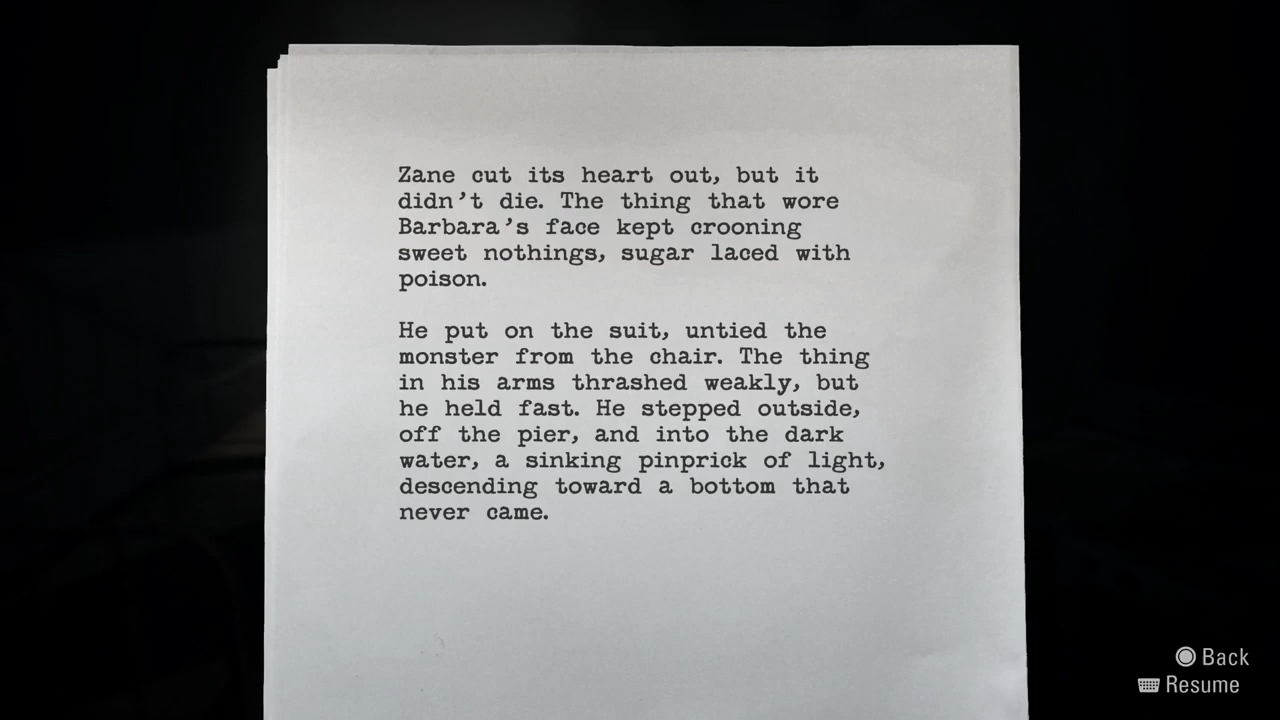 Zane cut its heart out, but it
didn’t die. The thing that wore
Barbara’s face kept crooning
sweet nothings, sugar laced with
poison.
He put on the suit, untied the
monster from the chair. The thing
in his arms thrashed weakly, but
he held fast. He stepped outside,
off the pier, and into the dark
water, a sinking pinprick of light,
descending toward a bottom that
never came.
Back
Resume